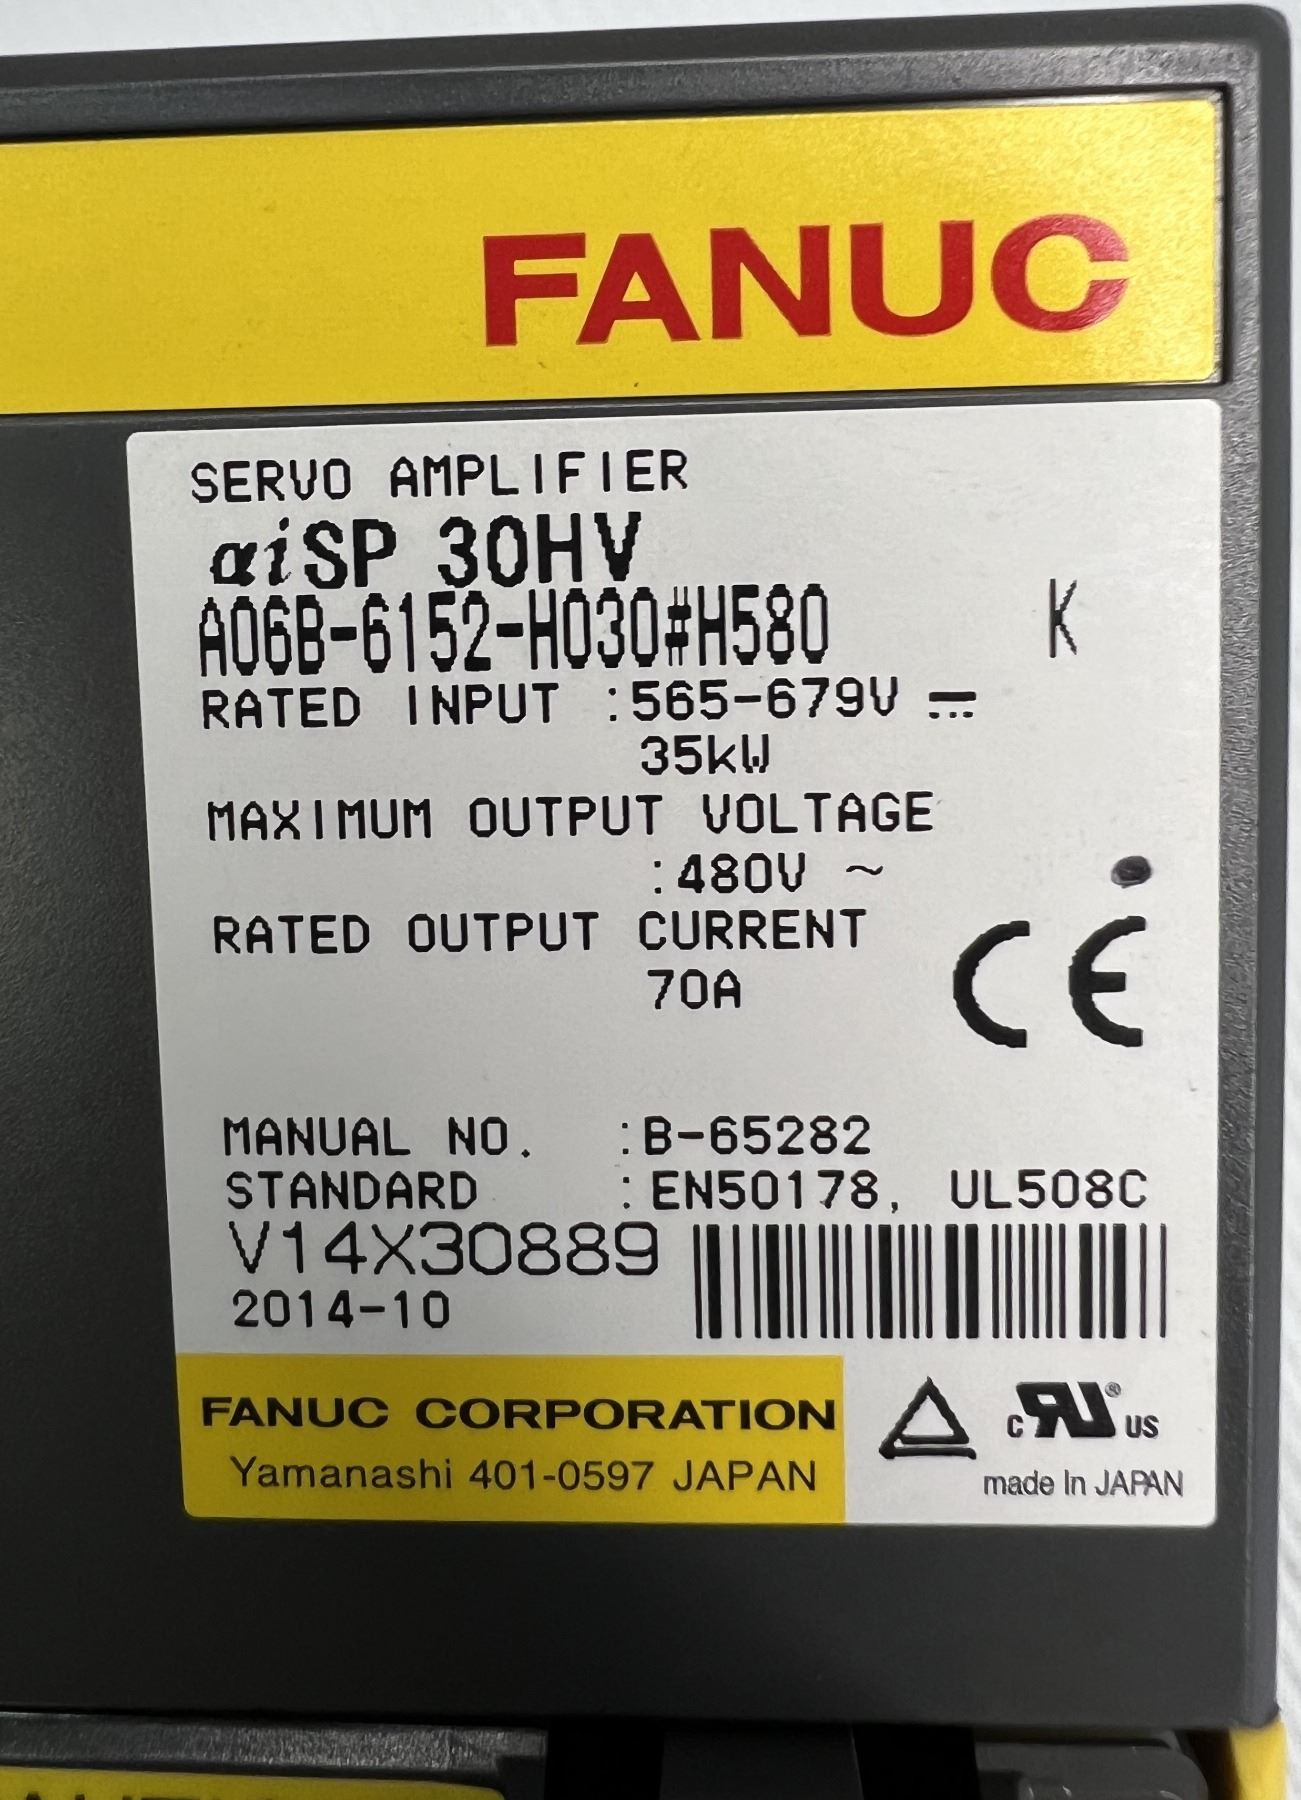 FANUC
SERVO AMPLIFIER
αiSP 30HV
A06B-6152-H030#H580 K
RATED INPUT :565-679V ⎓
35kW
MAXIMUM OUTPUT VOLTAGE
:480V ~
RATED OUTPUT CURRENT
70A
CE
MANUAL NO. :B-65282
STANDARD :EN50178, UL508C
V14X30889
2014-10
FANUC CORPORATION
Yamanashi 401-0597 JAPAN
c RU® US
made In JAPAN